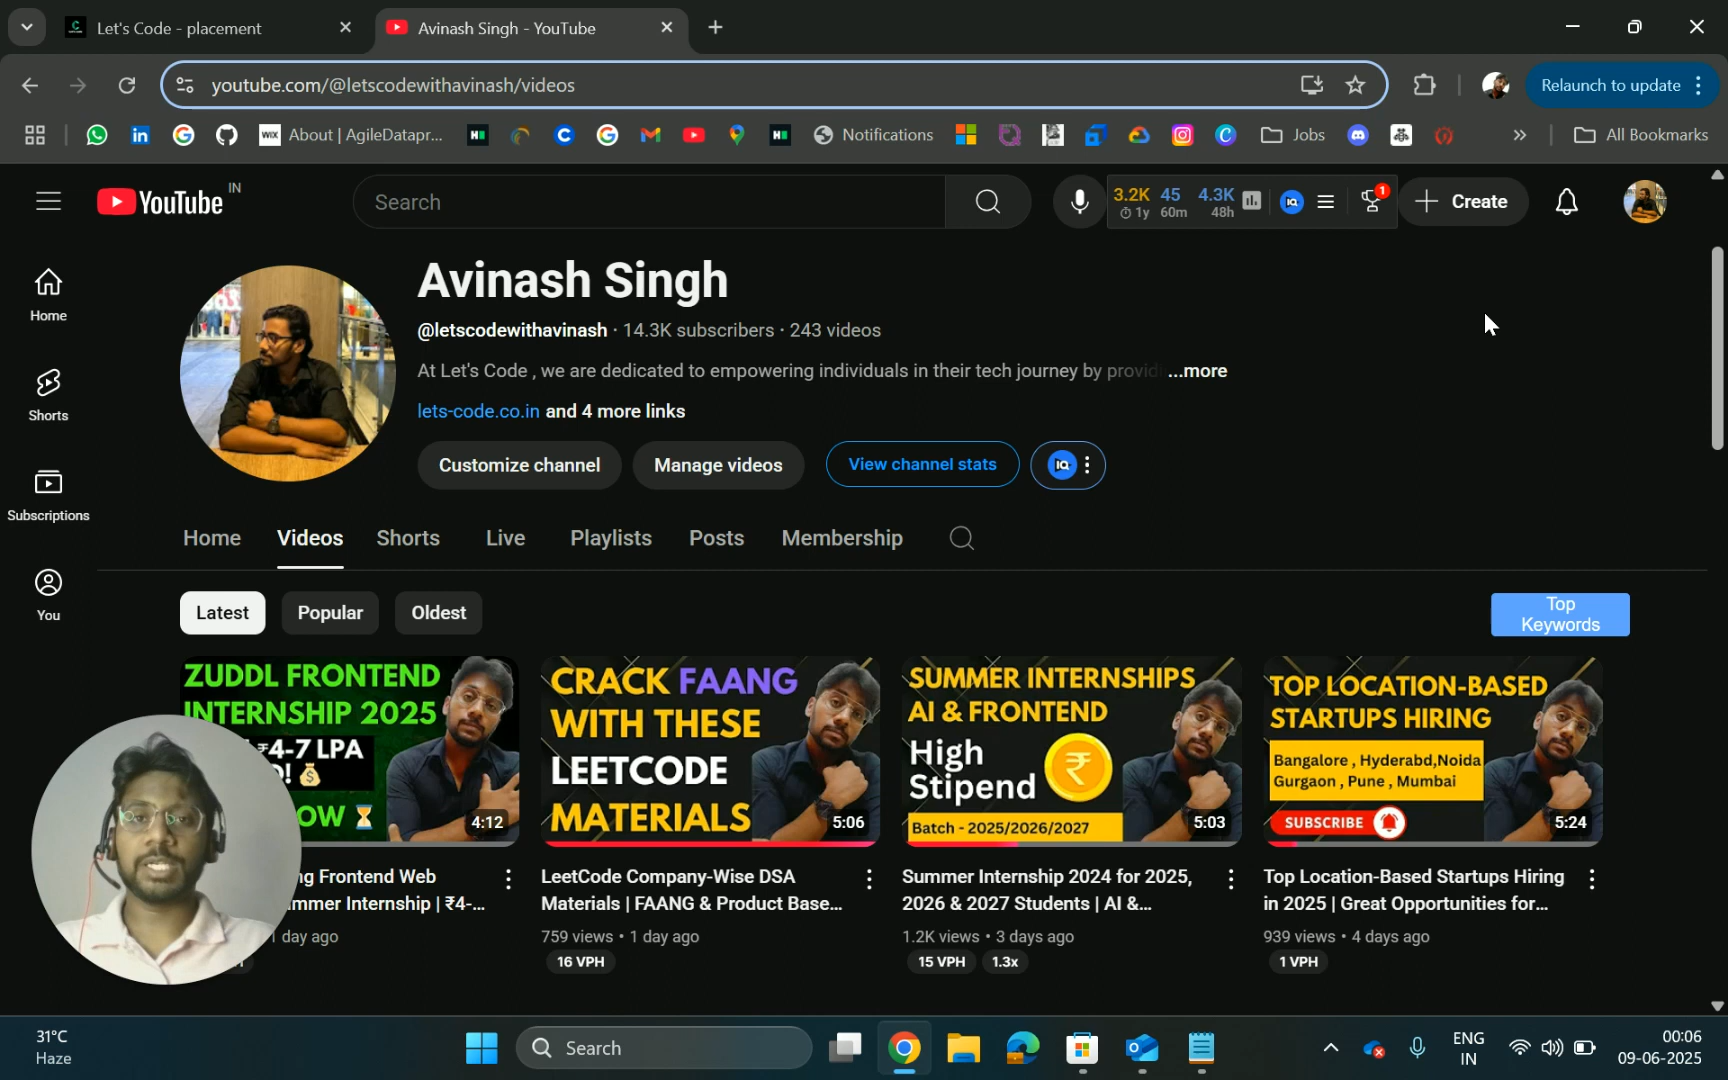 Let's Code - placement
Avinash Singh - YouTube
youtube.com/@letscodewithavinash/videos
Relaunch to update
WIX About | AgileDatapr...
Notifications
Jobs
All Bookmarks
YouTube IN
Search
3.2K 45 4.3K
1y 60m 48h
IQ
1
Create
Home
Shorts
Subscriptions
You
Avinash Singh
@letscodewithavinash · 14.3K subscribers · 243 videos
At Let's Code , we are dedicated to empowering individuals in their tech journey by provid ...more
lets-code.co.in and 4 more links
Customize channel
Manage videos
View channel stats
IQ
Home Videos Shorts Live Playlists Posts Membership
Latest
Popular
Oldest
Top
Keywords
ZUDDL FRONTEND
INTERNSHIP 2025
₹4-7 LPA
OW
4:12
ng Frontend Web
mmer Internship | ₹4-...
1 day ago
CRACK FAANG
WITH THESE
LEETCODE
MATERIALS
5:06
LeetCode Company-Wise DSA
Materials | FAANG & Product Base...
759 views • 1 day ago
16 VPH
SUMMER INTERNSHIPS
AI & FRONTEND
High
Stipend
₹
Batch - 2025/2026/2027
5:03
Summer Internship 2024 for 2025,
2026 & 2027 Students | AI &...
1.2K views • 3 days ago
15 VPH 1.3x
TOP LOCATION-BASED
STARTUPS HIRING
Bangalore , Hyderabd,Noida
Gurgaon , Pune , Mumbai
SUBSCRIBE
5:24
Top Location-Based Startups Hiring
in 2025 | Great Opportunities for...
939 views • 4 days ago
1 VPH
31°C
Haze
Search
ENG
IN
00:06
09-06-2025